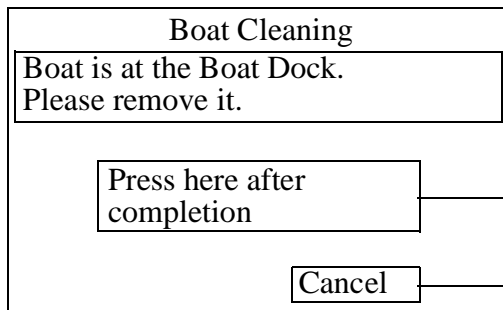 Boat Cleaning
Boat is at the Boat Dock.
Please remove it.
Press here after
completion
Cancel